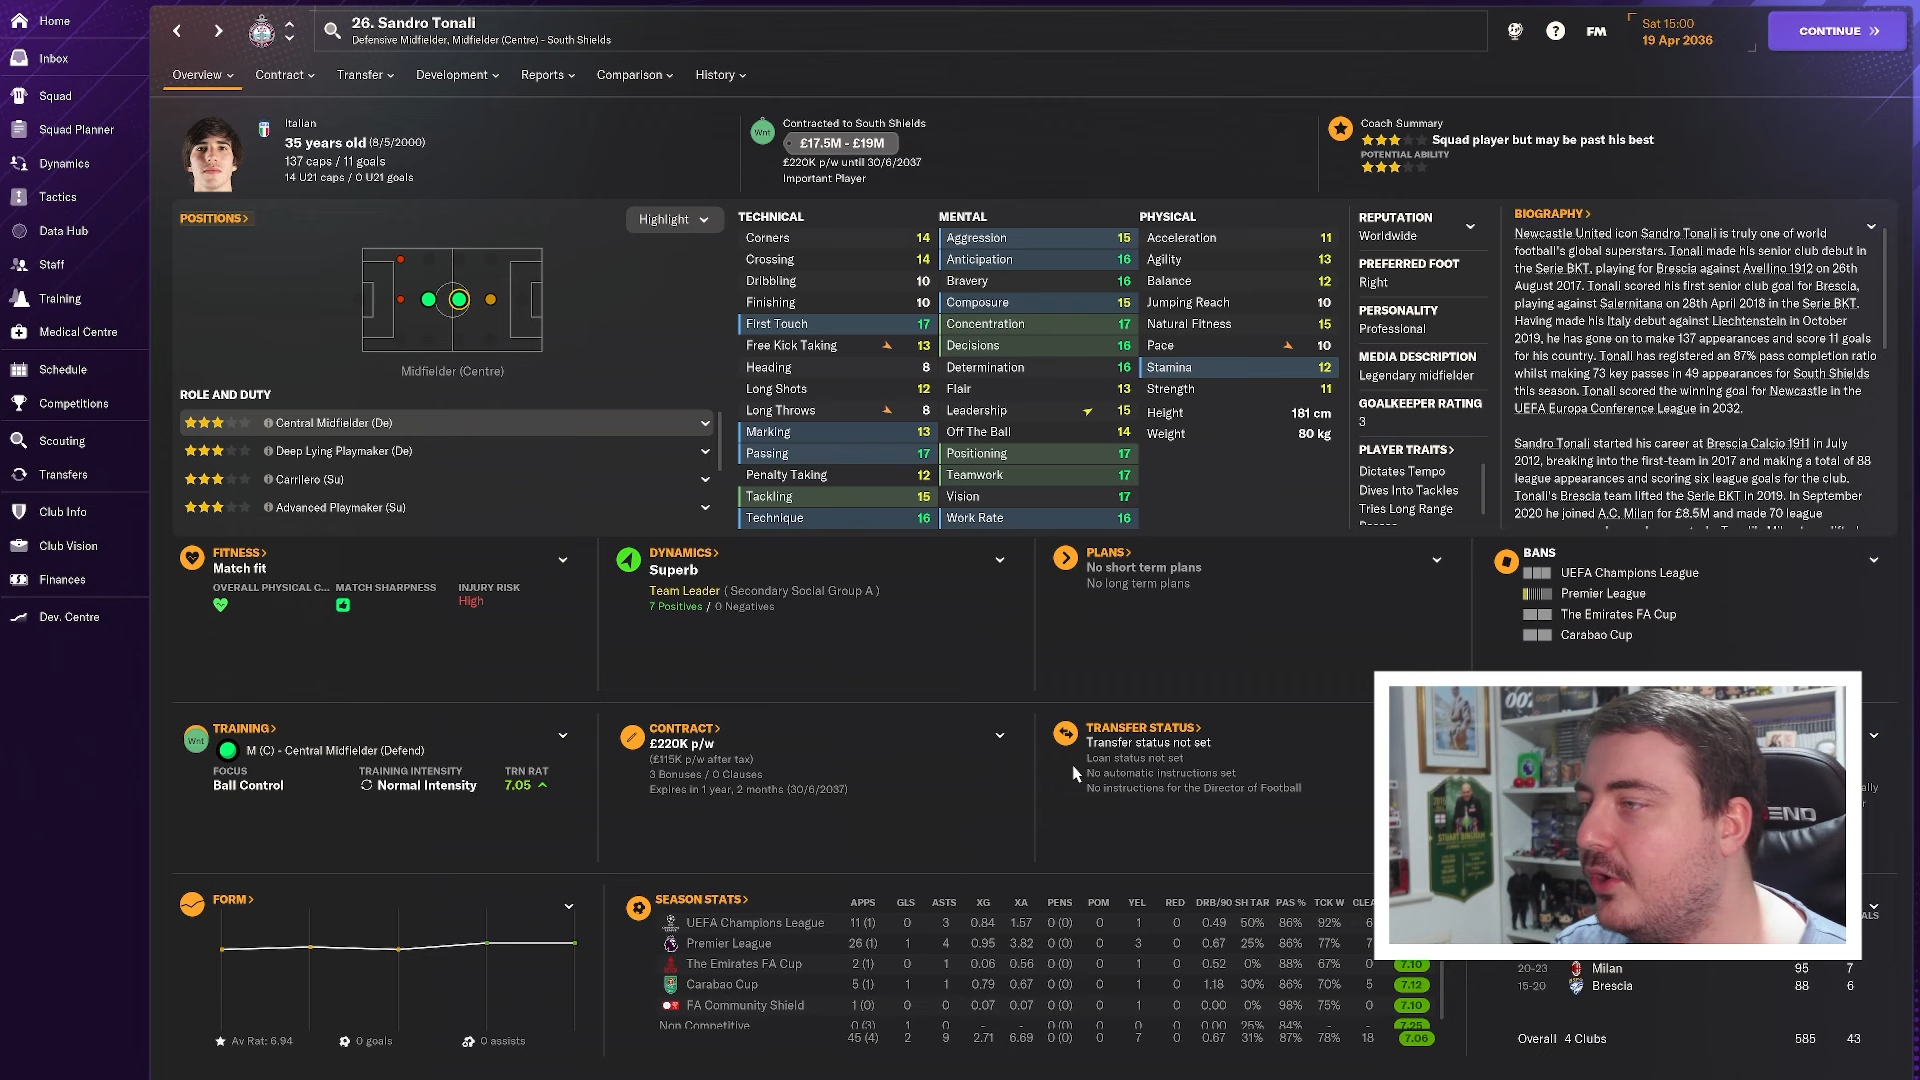 Home
Inbox
Squad
Squad Planner
Dynamics
Tactics
Data Hub
Staff
Training
Medical Centre
Schedule
Competitions
Scouting
Transfers
Club Info
Club Vision
Finances
Dev. Centre
26. Sandro Tonali
Defensive Midfielder, Midfielder (Centre) - South Shields
FM
Sat 15:00
19 Apr 2036
CONTINUE
Overview
Contract
Transfer
Development
Reports
Comparison
History
Italian
35 years old (8/5/2000)
137 caps / 11 goals
14 U21 caps / 0 U21 goals
Wnt
Contracted to South Shields
£17.5M - £19M
£220K p/w until 30/6/2037
Important Player
Coach Summary
Squad player but may be past his best
POTENTIAL ABILITY
POSITIONS>
Highlight
Midfielder (Centre)
ROLE AND DUTY
Central Midfielder (De)
Deep Lying Playmaker (De)
Carrilero (Su)
Advanced Playmaker (Su)
TECHNICAL
Corners 14
Crossing 14
Dribbling 10
Finishing 10
First Touch 17
Free Kick Taking 13
Heading 8
Long Shots 12
Long Throws 8
Marking 13
Passing 17
Penalty Taking 12
Tackling 15
Technique 16
MENTAL
Aggression 15
Anticipation 16
Bravery 16
Composure 15
Concentration 17
Decisions 16
Determination 16
Flair 13
Leadership 15
Off The Ball 14
Positioning 17
Teamwork 17
Vision 17
Work Rate 16
PHYSICAL
Acceleration 11
Agility 13
Balance 12
Jumping Reach 10
Natural Fitness 15
Pace 10
Stamina 12
Strength 11
Height 181 cm
Weight 80 kg
REPUTATION
Worldwide
PREFERRED FOOT
Right
PERSONALITY
Professional
MEDIA DESCRIPTION
Legendary midfielder
GOALKEEPER RATING
3
PLAYER TRAITS>
Dictates Tempo
Dives Into Tackles
Tries Long Range
BIOGRAPHY>
Newcastle United icon Sandro Tonali is truly one of world
football's global superstars. Tonali made his senior club debut in
the Serie BKT, playing for Brescia against Avellino 1912 on 26th
August 2017. Tonali scored his first senior club goal for Brescia,
playing against Salernitana on 28th April 2018 in the Serie BKT.
Having made his Italy debut against Liechtenstein in October
2019, he has gone on to make 137 appearances and score 11 goals
for his country. Tonali has registered an 87% pass completion ratio
whilst making 73 key passes in 49 appearances for South Shields
this season. Tonali scored the winning goal for Newcastle in the
UEFA Europa Conference League in 2032.
Sandro Tonali started his career at Brescia Calcio 1911 in July
2012, breaking into the first-team in 2017 and making a total of 88
league appearances and scoring six league goals for the club.
Tonali's Brescia team lifted the Serie BKT in 2019. In September
2020 he joined A.C. Milan for £8.5M and made 70 league
FITNESS>
Match fit
OVERALL PHYSICAL C... MATCH SHARPNESS INJURY RISK
High
DYNAMICS>
Superb
Team Leader ( Secondary Social Group A )
7 Positives / 0 Negatives
PLANS>
No short term plans
No long term plans
BANS
UEFA Champions League
Premier League
The Emirates FA Cup
Carabao Cup
Wnt
TRAINING>
M (C) - Central Midfielder (Defend)
FOCUS TRAINING INTENSITY TRN RAT
Ball Control Normal Intensity 7.05
CONTRACT>
£220K p/w
(£115K p/w after tax)
3 Bonuses / 0 Clauses
Expires in 1 year, 2 months (30/6/2037)
TRANSFER STATUS>
Transfer status not set
Loan status not set
No automatic instructions set
No instructions for the Director of Football
007
STUART BINGHAM
END
FORM>
Av Rat: 6.94 0 goals 0 assists
SEASON STATS>
APPS GLS ASTS XG XA PENS POM YEL RED DRB/90 SH TAR PAS % TCK W CLE
UEFA Champions League 11 (1) 0 3 0.84 1.57 0 (0) 0 1 0 0.49 50% 86% 92% 6
Premier League 26 (1) 1 4 0.95 3.82 0 (0) 0 3 0 0.67 25% 86% 77% 7
The Emirates FA Cup 2 (1) 0 1 0.06 0.56 0 (0) 0 1 0 0.52 0% 88% 67% 0 7.10
Carabao Cup 5 (1) 1 1 0.79 0.67 0 (0) 0 1 0 1.18 30% 86% 70% 5 7.12
FA Community Shield 1 (0) 0 0 0.07 0.07 0 (0) 0 1 0 0.00 0% 98% 75% 0 7.10
Non Competitive 0 (3) 1 0 - - 0 (0) 0 0 0 0.00 25% 84% - - 7.25
45 (4) 2 9 2.71 6.69 0 (0) 0 7 0 0.67 31% 87% 78% 18 7.06
20-23 Milan 95 7
15-20 Brescia 88 6
Overall 4 Clubs 585 43